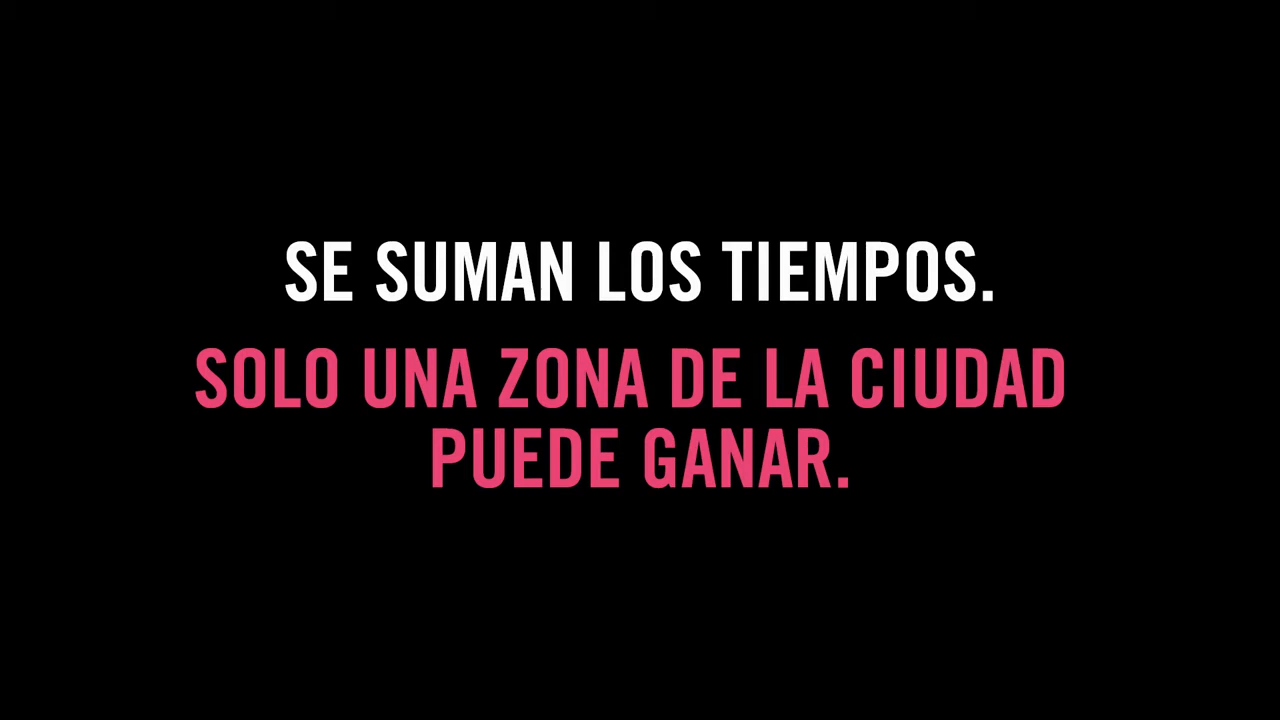 SE SUMAN LOS TIEMPOS.
SOLO UNA ZONA DE LA CIUDAD
PUEDE GANAR.